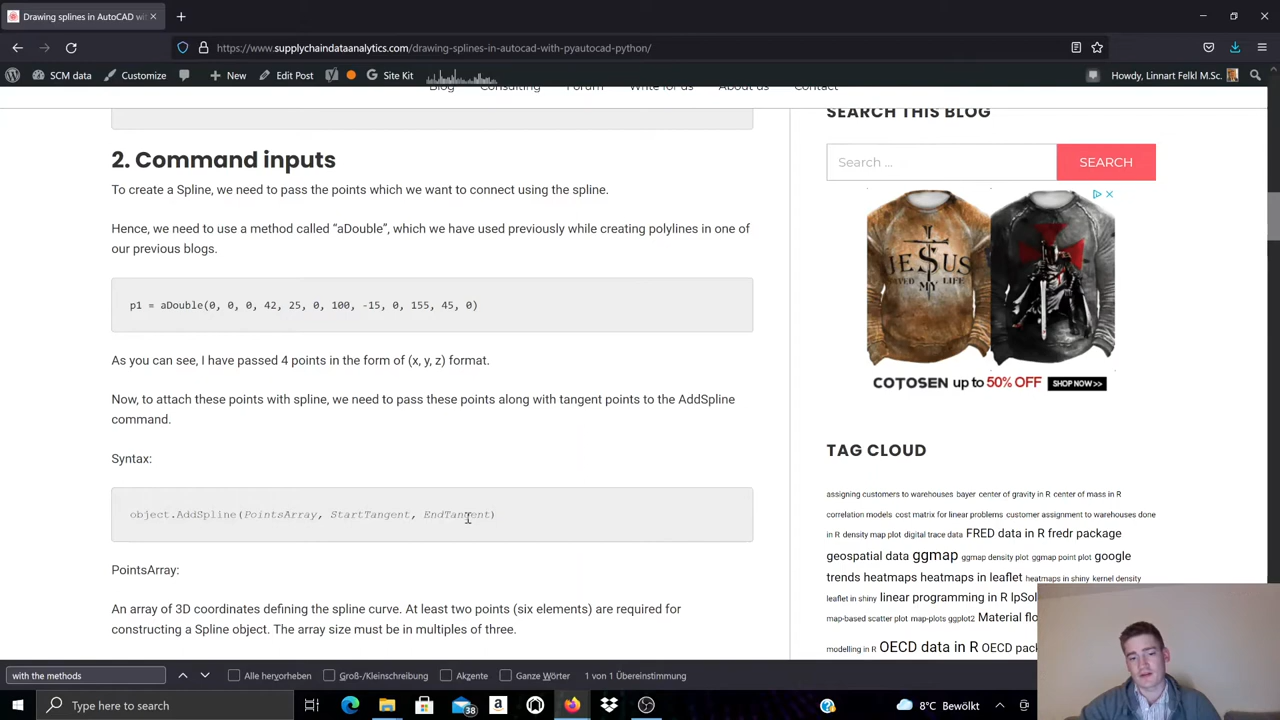 Drawing splines in AutoCAD wit
https://www.supplychaindataanalytics.com/drawing-splines-in-autocad-with-pyautocad-python/
SCM data
Customize
New
Edit Post
Site Kit
Howdy, Linnart Felkl M.Sc.
Blog
Consulting
Forum
Write for us
About us
Contact
2. Command inputs
To create a Spline, we need to pass the points which we want to connect using the spline.
Hence, we need to use a method called “aDouble”, which we have used previously while creating polylines in one of
our previous blogs.
p1 = aDouble(0, 0, 0, 42, 25, 0, 100, -15, 0, 155, 45, 0)
As you can see, I have passed 4 points in the form of (x, y, z) format.
Now, to attach these points with spline, we need to pass these points along with tangent points to the AddSpline
command.
Syntax:
object.AddSpline(PointsArray, StartTangent, EndTangent)
PointsArray:
An array of 3D coordinates defining the spline curve. At least two points (six elements) are required for
constructing a Spline object. The array size must be in multiples of three.
SEARCH THIS BLOG
Search ...
SEARCH
JESUS
MY LIFE
COTOSEN up to 50% OFF
SHOP NOW >>
TAG CLOUD
assigning customers to warehouses bayer center of gravity in R center of mass in R
correlation models cost matrix for linear problems customer assignment to warehouses done
in R density map plot digital trace data FRED data in R fredr package
geospatial data ggmap ggmap density plot ggmap point plot google
trends heatmaps heatmaps in leaflet heatmaps in shiny kernel density
leaflet in shiny linear programming in R lpSol
map-based scatter plot map-plots ggplot2 Material flo
modelling in R OECD data in R OECD pac
with the methods
Alle hervorheben
Groß-/Kleinschreibung
Akzente
Ganze Wörter
1 von 1 Übereinstimmung
Type here to search
38
8°C Bewölkt